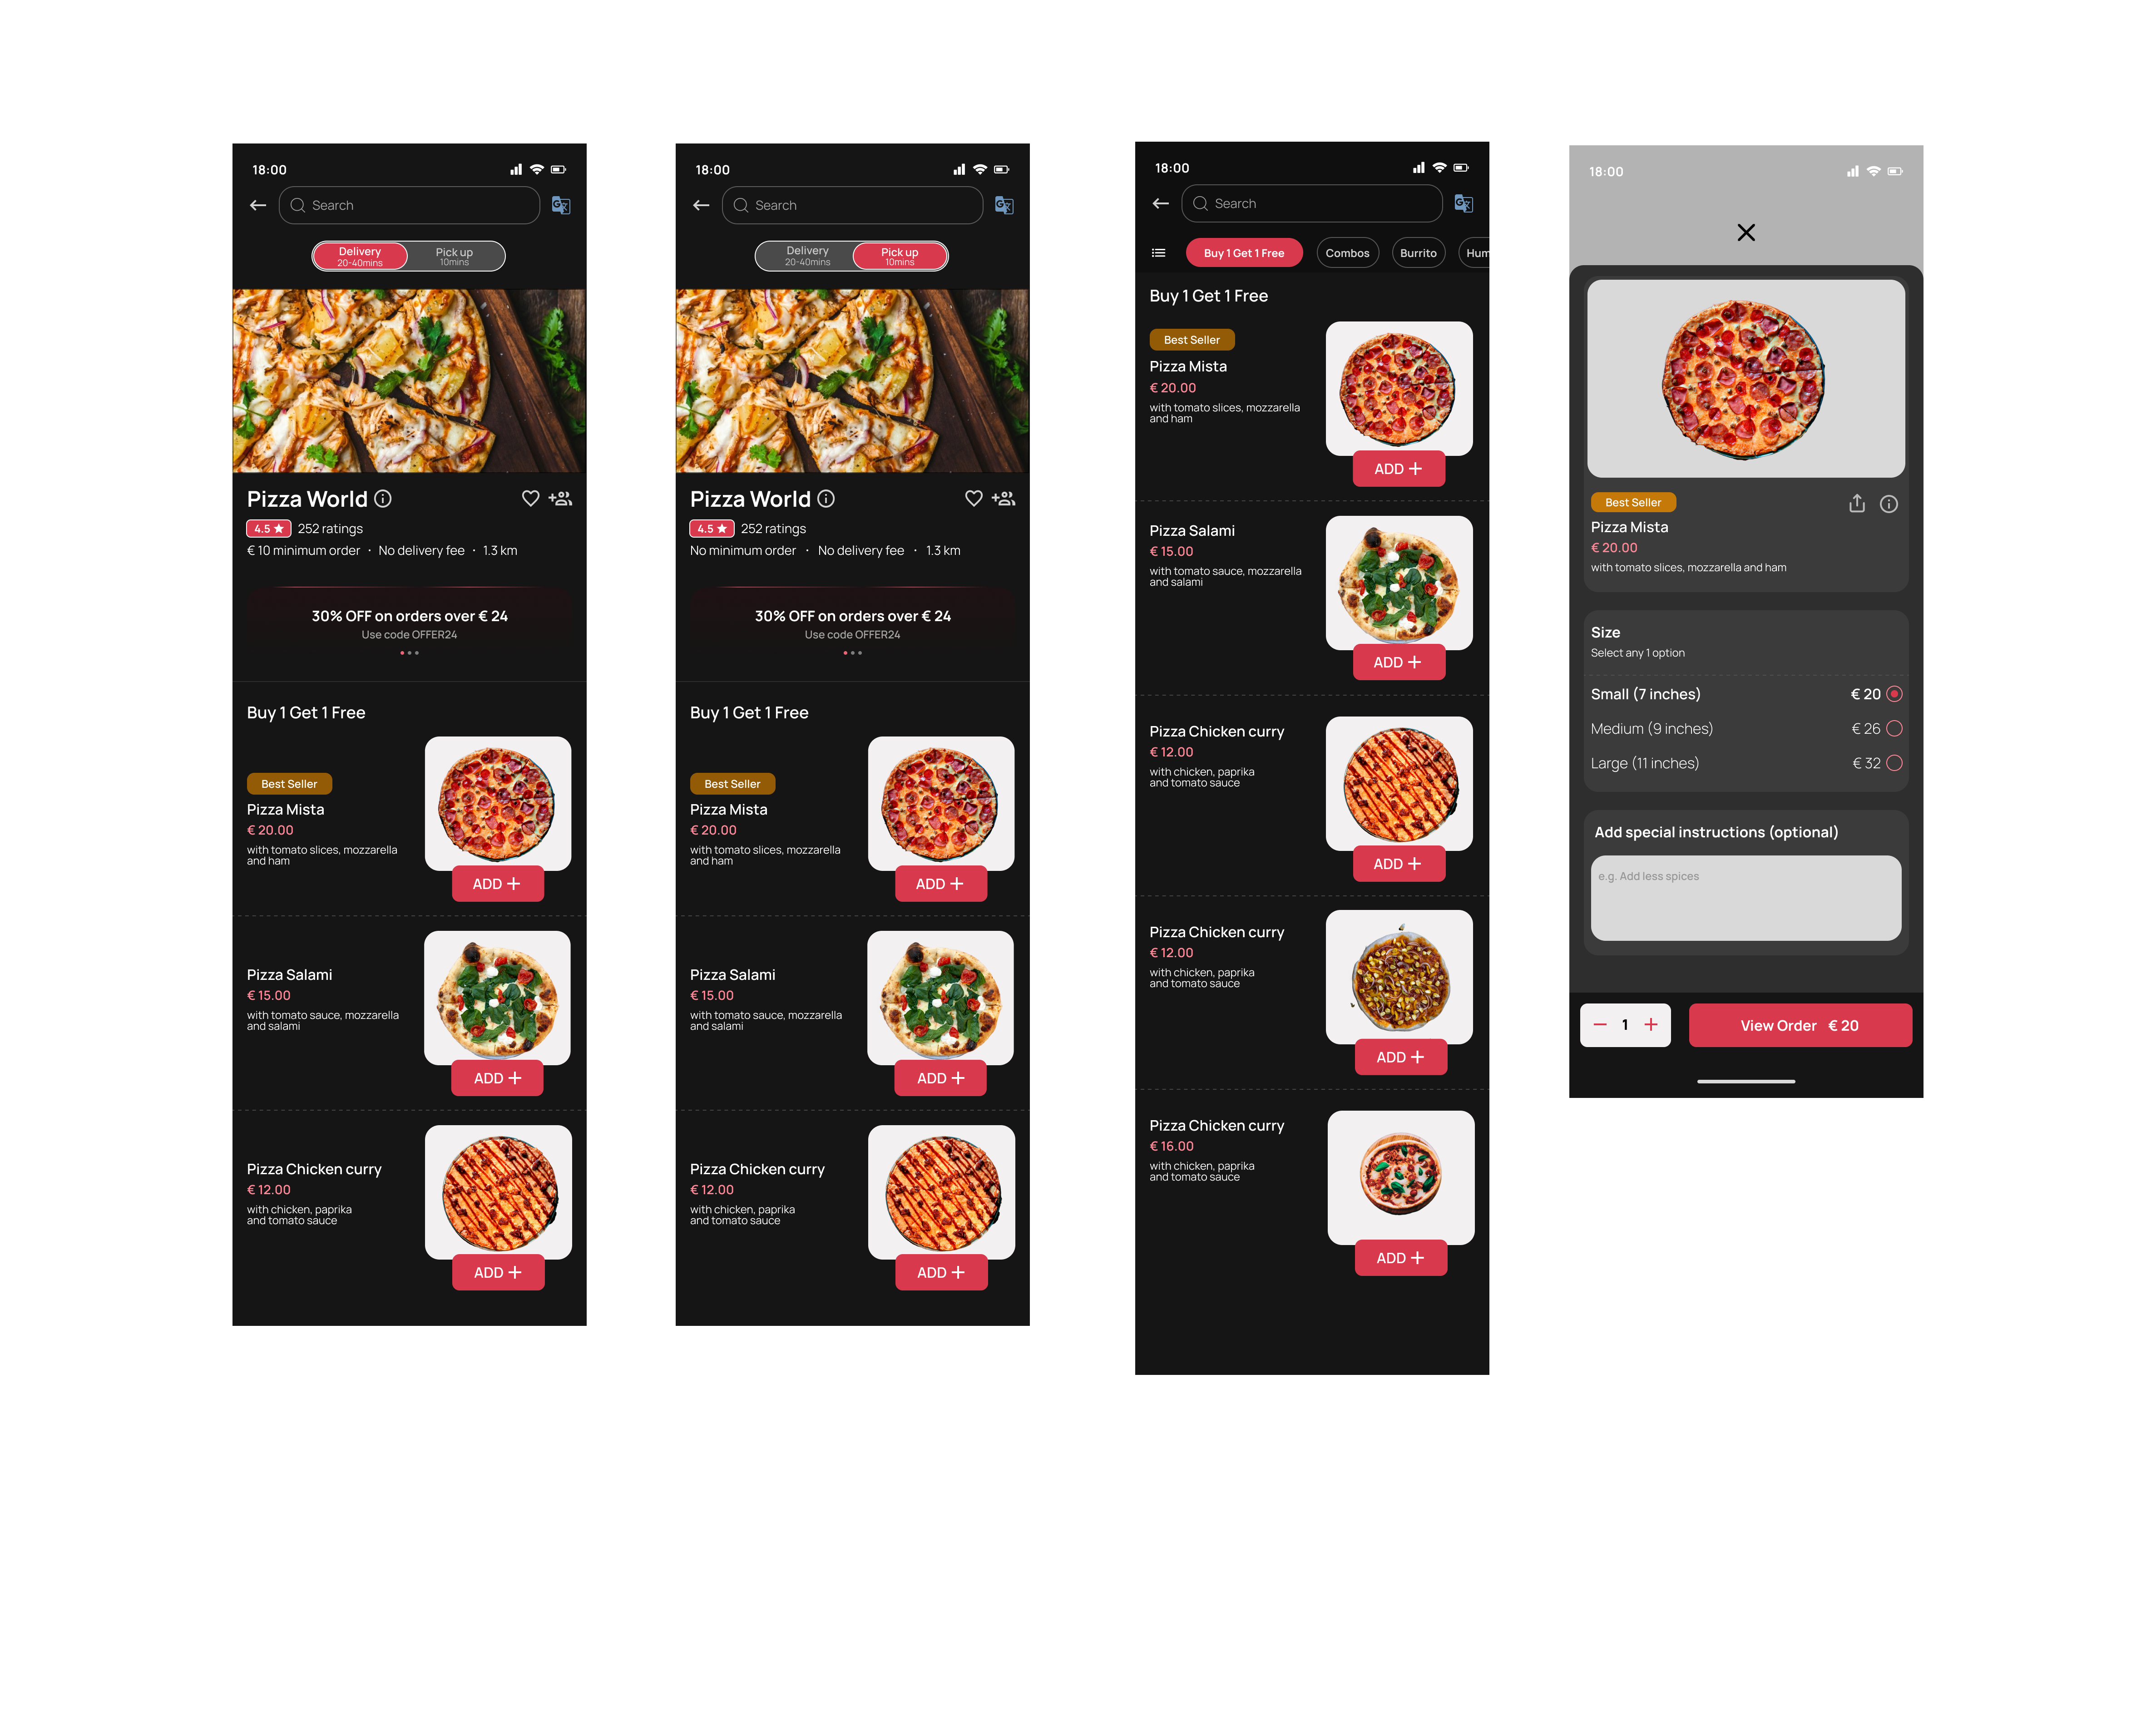 18:00
Search
Delivery
20-40mins
Pick up
10mins
Pizza World
4.5 ★ 252 ratings
€ 10 minimum order · No delivery fee · 1.3 km
30% OFF on orders over € 24
Use code OFFER24
Buy 1 Get 1 Free
Best Seller
Pizza Mista
€ 20.00
with tomato slices, mozzarella
and ham
ADD +
Pizza Salami
€ 15.00
with tomato sauce, mozzarella
and salami
ADD +
Pizza Chicken curry
€ 12.00
with chicken, paprika
and tomato sauce
ADD +
18:00
Search
Delivery
20-40mins
Pick up
10mins
Pizza World
4.5 ★ 252 ratings
No minimum order · No delivery fee · 1.3 km
30% OFF on orders over € 24
Use code OFFER24
Buy 1 Get 1 Free
Best Seller
Pizza Mista
€ 20.00
with tomato slices, mozzarella
and ham
ADD +
Pizza Salami
€ 15.00
with tomato sauce, mozzarella
and salami
ADD +
Pizza Chicken curry
€ 12.00
with chicken, paprika
and tomato sauce
ADD +
18:00
Search
Buy 1 Get 1 Free Combos Burrito Hum
Buy 1 Get 1 Free
Best Seller
Pizza Mista
€ 20.00
with tomato slices, mozzarella
and ham
ADD +
Pizza Salami
€ 15.00
with tomato sauce, mozzarella
and salami
ADD +
Pizza Chicken curry
€ 12.00
with chicken, paprika
and tomato sauce
ADD +
Pizza Chicken curry
€ 12.00
with chicken, paprika
and tomato sauce
ADD +
Pizza Chicken curry
€ 16.00
with chicken, paprika
and tomato sauce
ADD +
18:00
Best Seller
Pizza Mista
€ 20.00
with tomato slices, mozzarella and ham
Size
Select any 1 option
Small (7 inches) € 20
Medium (9 inches) € 26
Large (11 inches) € 32
Add special instructions (optional)
e.g. Add less spices
− 1 +
View Order € 20